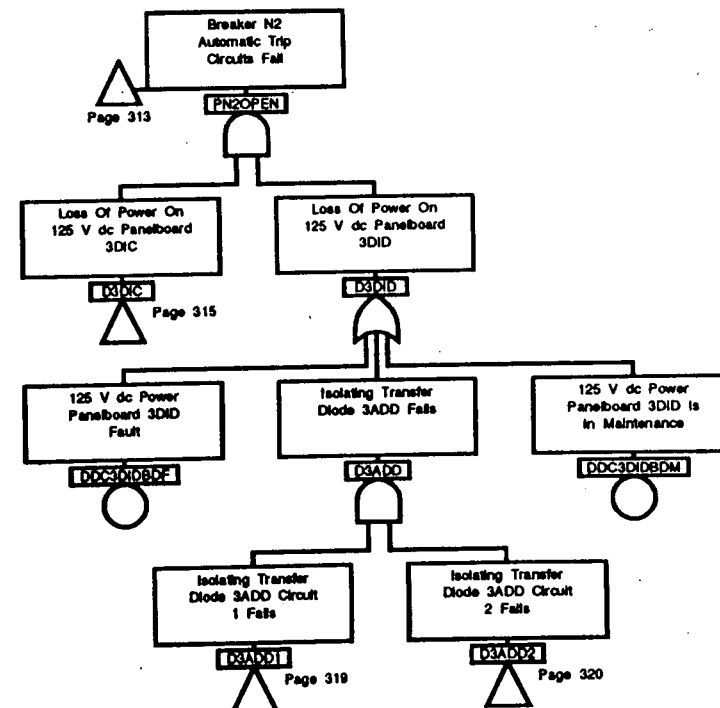 Breaker N2
Automatic Trip
Circuits Fail
Page 313
PN2OPEN
Loss Of Power On
125 V dc Panelboard
3DIC
Loss Of Power On
125 V dc Panelboard
3DID
D3DIC
Page 315
D3DID
125 V dc Power
Panelboard 3DID
Fault
Isolating Transfer
Diode 3ADD Fails
125 V dc Power
Panelboard 3DID Is
In Maintenance
DDC3DIDBDF
D3ADD
DDC3DIDBDM
Isolating Transfer
Diode 3ADD Circuit
1 Fails
Isolating Transfer
Diode 3ADD Circuit
2 Fails
D3ADD1
Page 319
D3ADD2
Page 320